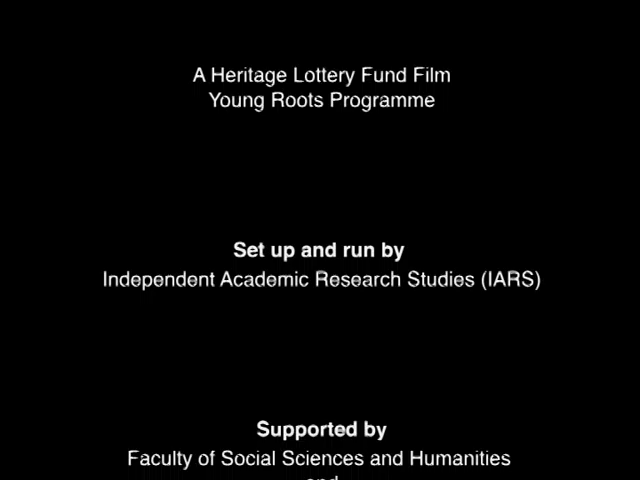 A Heritage Lottery Fund Film
Young Roots Programme
Set up and run by
Independent Academic Research Studies (IARS)
Supported by
Faculty of Social Sciences and Humanities
and